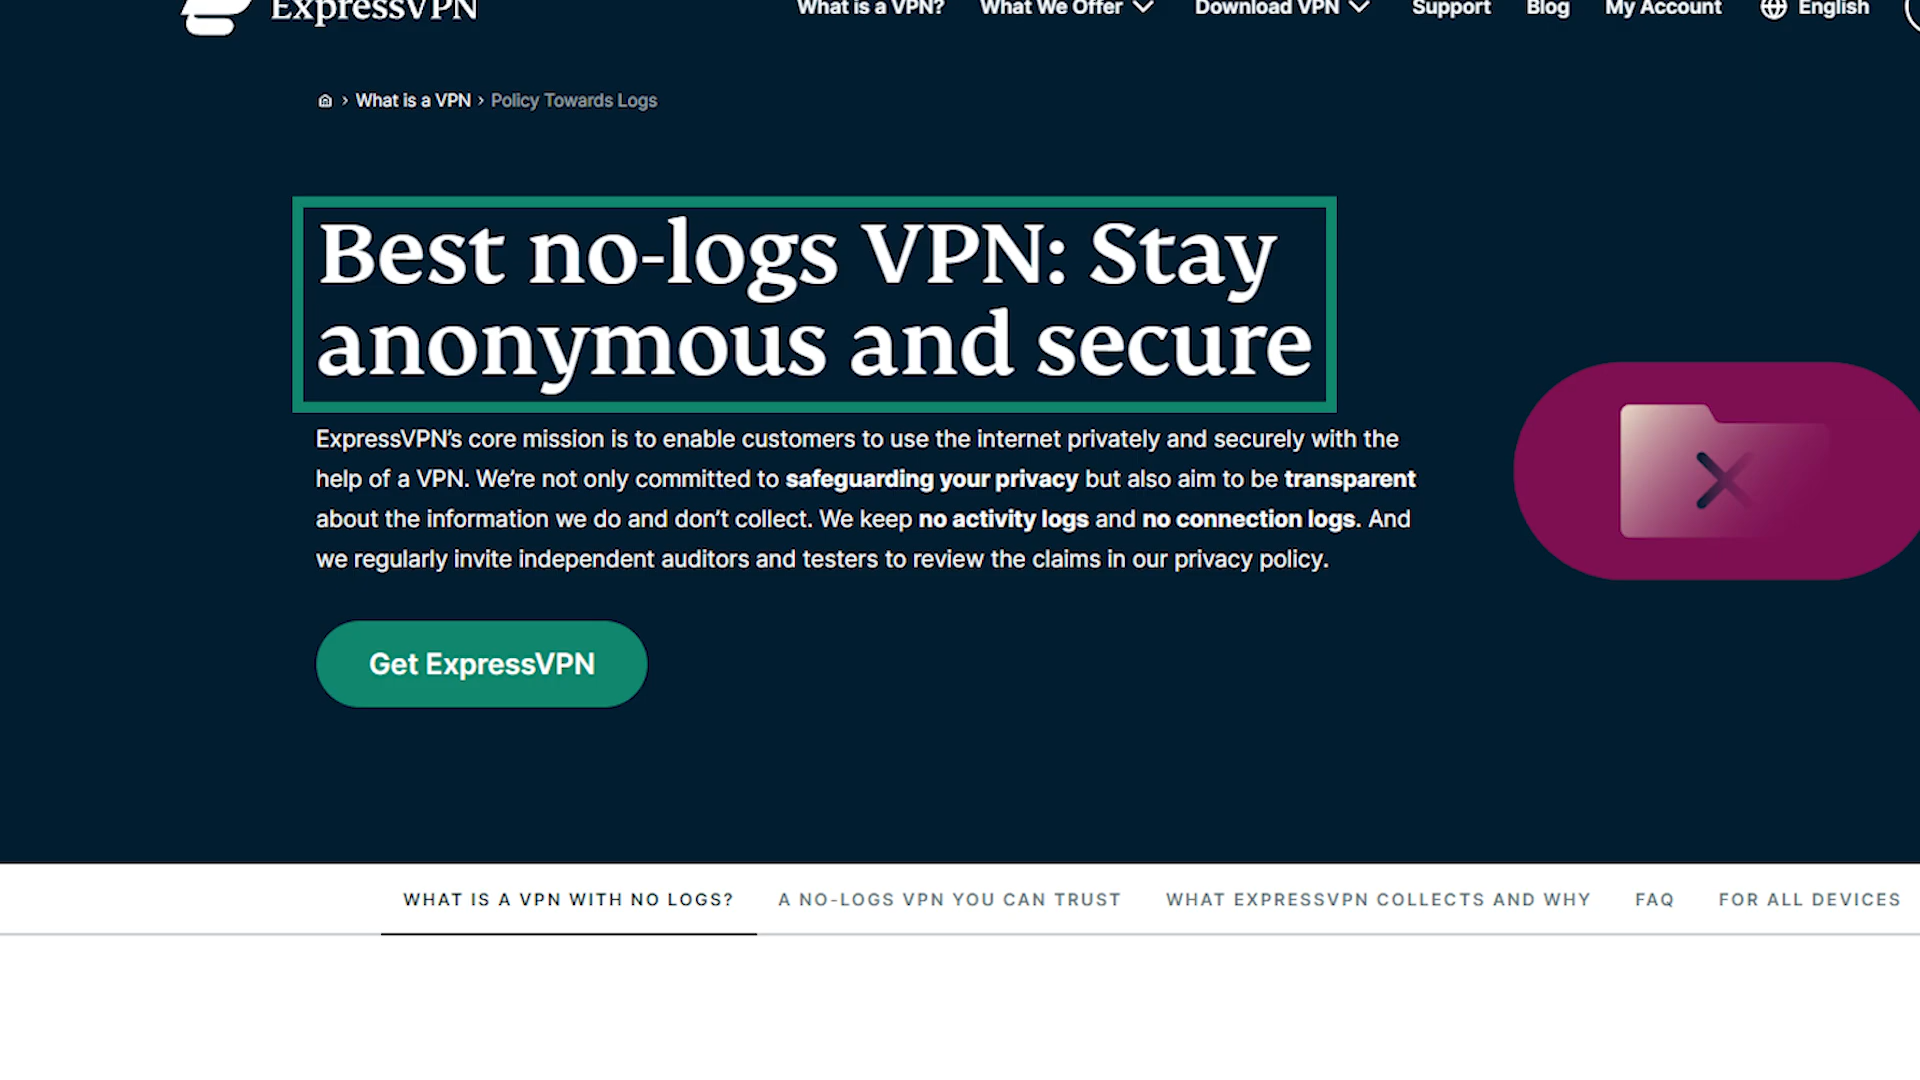 ExpressVPN
What is a VPN? What We Offer Download VPN Support Blog My Account English
What is a VPN › Policy Towards Logs
Best no-logs VPN: Stay
anonymous and secure
ExpressVPN’s core mission is to enable customers to use the internet privately and securely with the
help of a VPN. We’re not only committed to safeguarding your privacy but also aim to be transparent
about the information we do and don’t collect. We keep no activity logs and no connection logs. And
we regularly invite independent auditors and testers to review the claims in our privacy policy.
Get ExpressVPN
WHAT IS A VPN WITH NO LOGS? A NO-LOGS VPN YOU CAN TRUST WHAT EXPRESSVPN COLLECTS AND WHY FAQ FOR ALL DEVICES